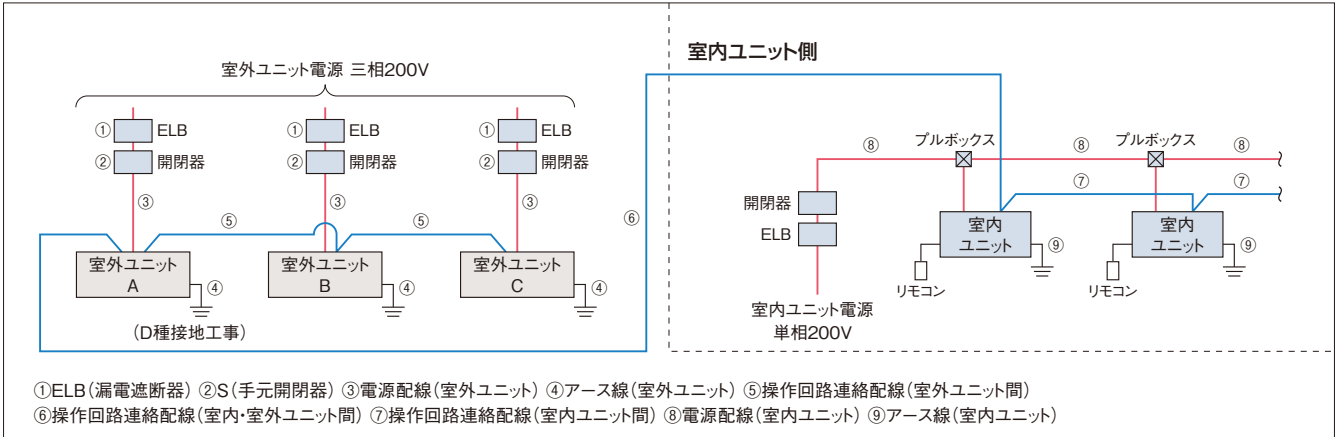 室内ユニット側
室外ユニット電源 三相200V
① ELB ① ELB ① ELB
② 開閉器 ② 開閉器 ② 開閉器
③ ③ ③
⑤ ⑤ ⑥
室外ユニット A ④
室外ユニット B ④
室外ユニット C ④
(D種接地工事)
⑧ プルボックス ⑧ プルボックス ⑧
⑦ ⑦
開閉器
ELB
室内
ユニット
⑨
リモコン
室内
ユニット
⑨
リモコン
室内ユニット電源
単相200V
①ELB(漏電遮断器) ②S(手元開閉器) ③電源配線(室外ユニット) ④アース線(室外ユニット) ⑤操作回路連絡配線(室外ユニット間)
⑥操作回路連絡配線(室内・室外ユニット間) ⑦操作回路連絡配線(室内ユニット間) ⑧電源配線(室内ユニット) ⑨アース線(室内ユニット)